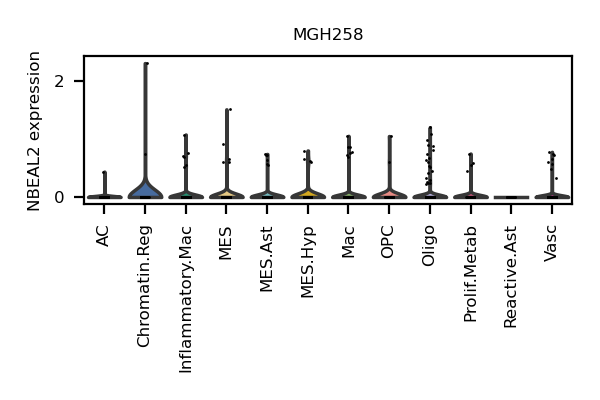 MGH258
NBEAL2 expression
2
0
AC
Chromatin.Reg
Inflammatory.Mac
MES
MES.Ast
MES.Hyp
Mac
OPC
Oligo
Prolif.Metab
Reactive.Ast
Vasc